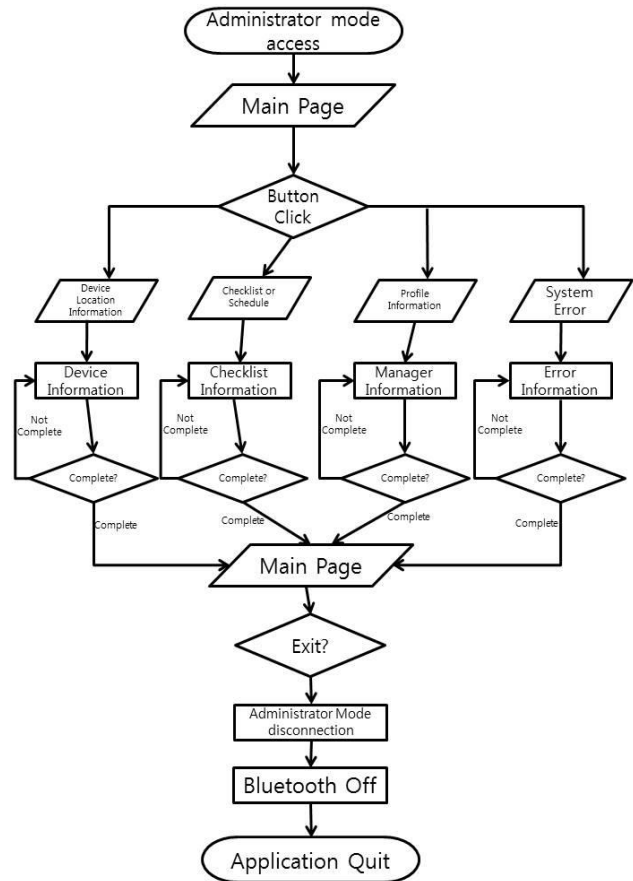 Administrator mode
access
Main Page
Button
Click
Device
Location
Information
Checklist or
Schedule
Profile
Information
System
Error
Device
Information
Checklist
Information
Manager
Information
Error
Information
Not
Complete
Not
Complete
Not
Complete
Not
Complete
Complete?
Complete?
Complete?
Complete?
Complete
Complete
Complete
Complete
Main Page
Exit?
Administrator Mode
disconnection
Bluetooth Off
Application Quit